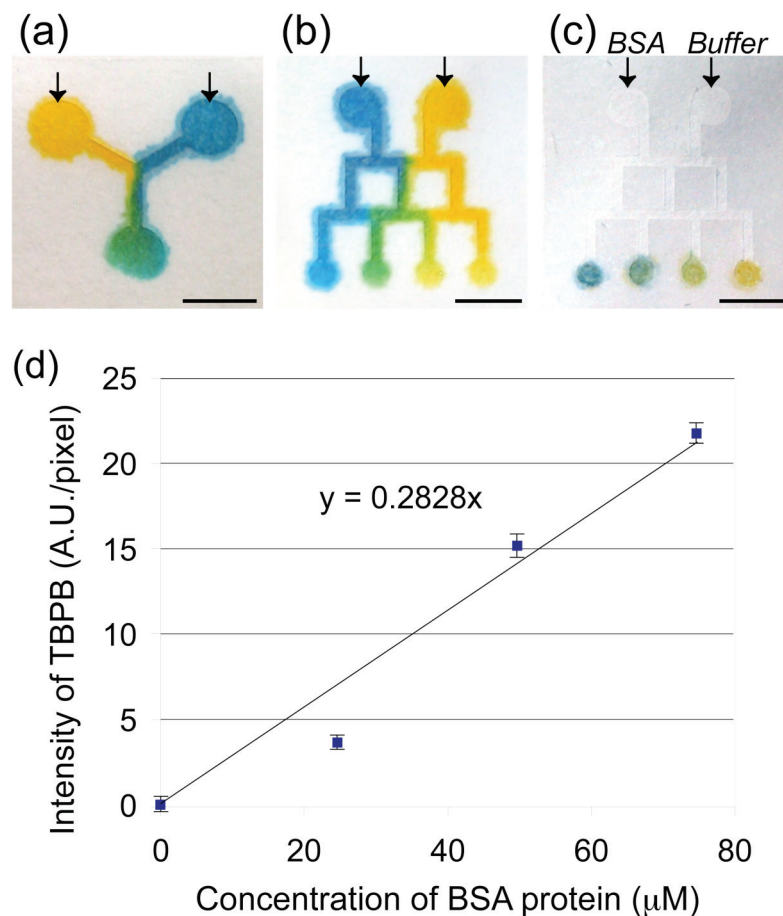 (a)
(b)
(c) BSA Buffer
(d)
Intensity of TBPB (A.U./pixel)
25
20
15
10
5
0
y = 0.2828x
0 20 40 60 80
Concentration of BSA protein (μM)